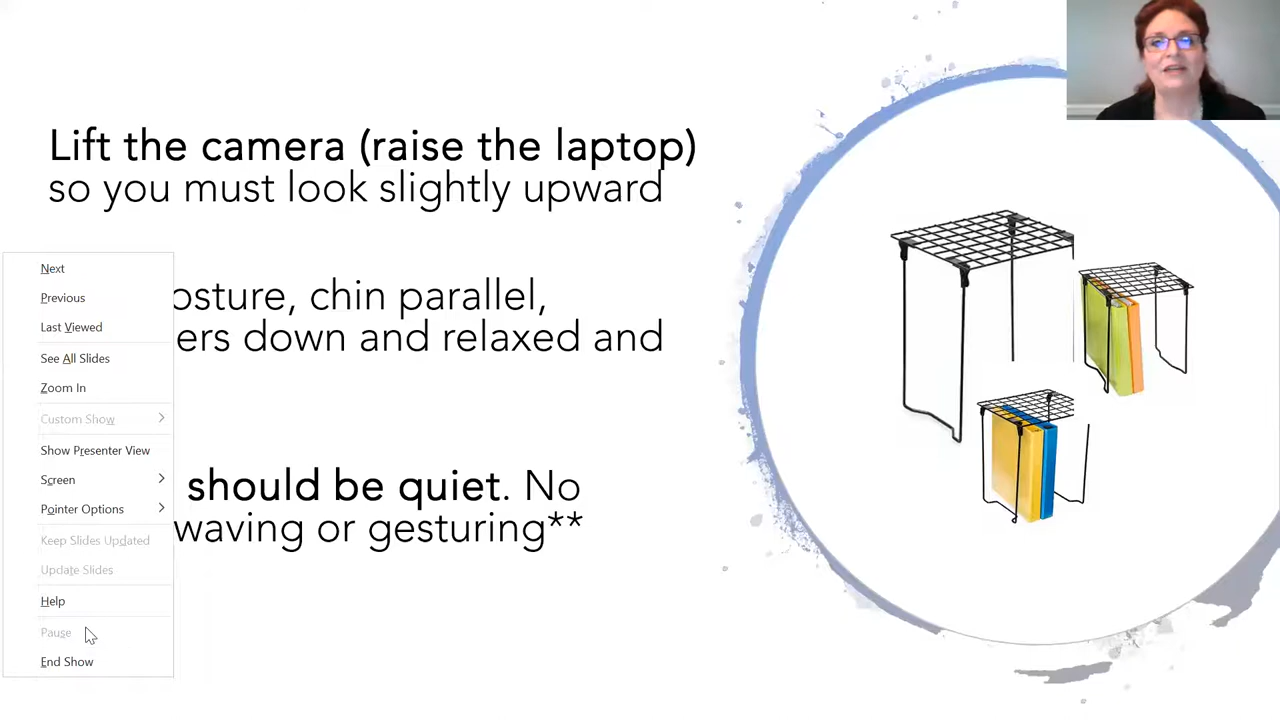 Lift the camera (raise the laptop)
so you must look slightly upward
osture, chin parallel,
ers down and relaxed and
should be quiet. No
waving or gesturing**
Next
Previous
Last Viewed
See All Slides
Zoom In
Custom Show
Show Presenter View
Screen
Pointer Options
Keep Slides Updated
Update Slides
Help
Pause
End Show